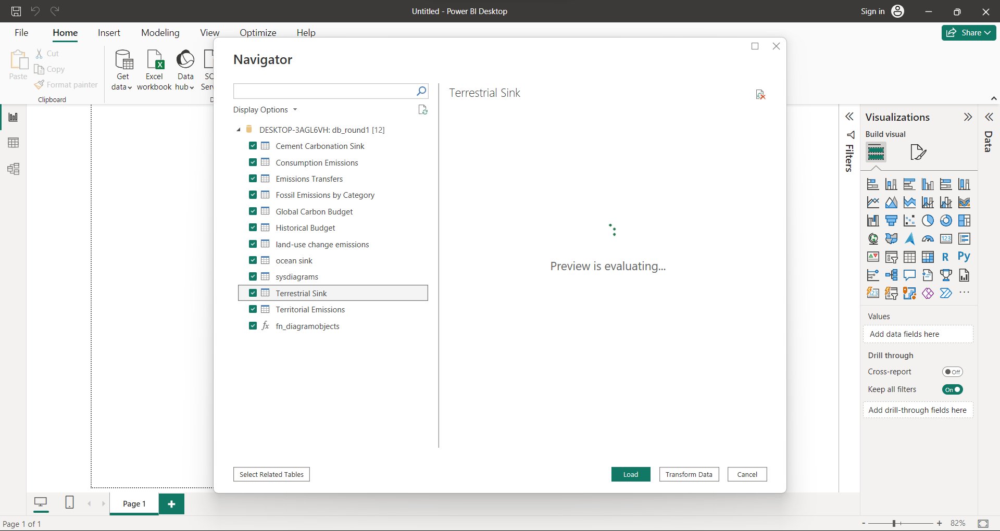 Untitled - Power BI Desktop
Sign in
File Home Insert Modeling View Optimize Help
Share
Paste
Cut
Copy
Format painter
Clipboard
Get data
Excel workbook
Data hub
Navigator
Display Options
DESKTOP-3AGL6VH: db_round1 [12]
Cement Carbonation Sink
Consumption Emissions
Emissions Transfers
Fossil Emissions by Category
Global Carbon Budget
Historical Budget
land-use change emissions
ocean sink
sysdiagrams
Terrestrial Sink
Territorial Emissions
fx fn_diagramobjects
Terrestrial Sink
Preview is evaluating...
Select Related Tables
Load
Transform Data
Cancel
Filters
Visualizations
Build visual
123
R
Py
123
...
Values
Add data fields here
Drill through
Cross-report
Off
Keep all filters
On
Add drill-through fields here
Data
Page 1
+
Page 1 of 1
- + 82%